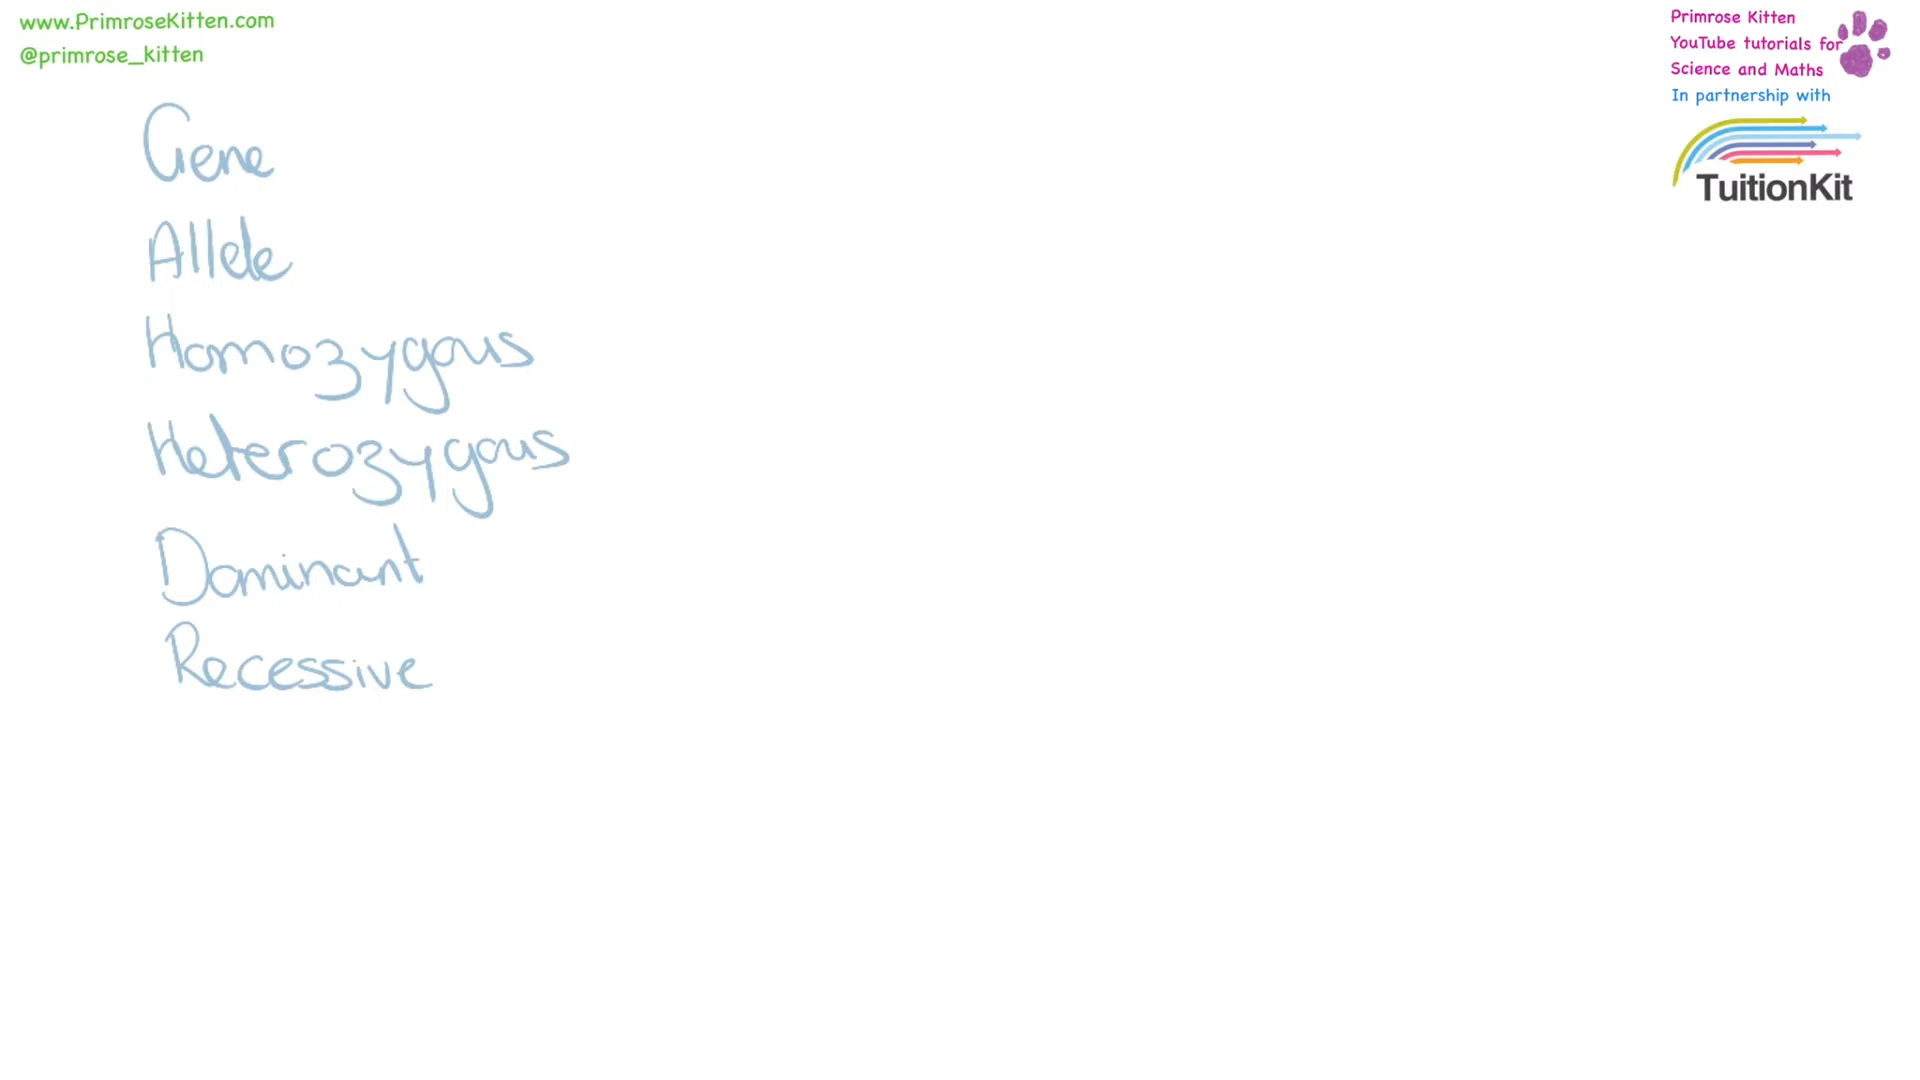 www.PrimroseKitten.com
@primrose_kitten
Primrose Kitten
YouTube tutorials for
Science and Maths
In partnership with
TuitionKit
Gene
Allele
Homozygous
Heterozygous
Dominant
Recessive